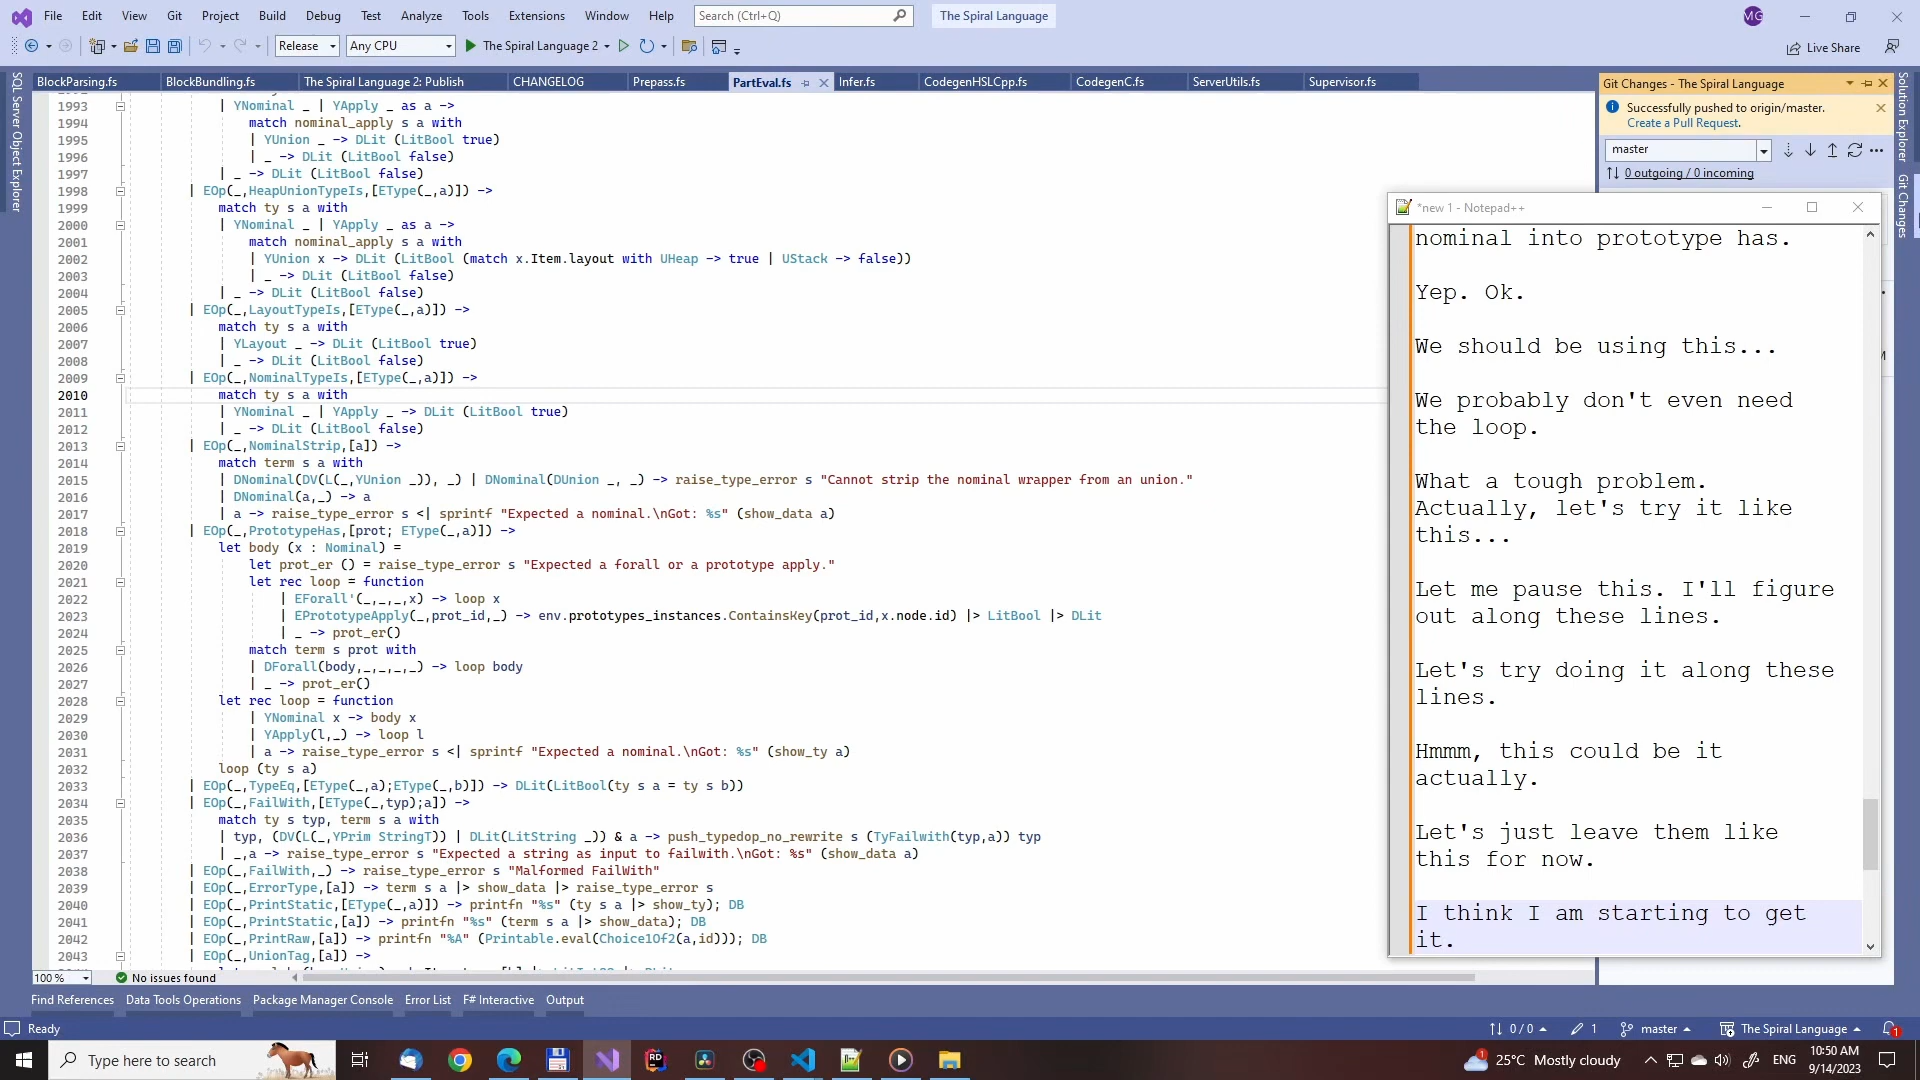 File Edit View Git Project Build Debug Test Analyze Tools Extensions Window Help Search (Ctrl+Q) The Spiral Language MG
Release Any CPU The Spiral Language 2 Live Share
BlockParsing.fs BlockBundling.fs The Spiral Language 2: Publish CHANGELOG Prepass.fs PartEval.fs Infer.fs CodegenHSLCpp.fs CodegenC.fs ServerUtils.fs Supervisor.fs
SQL Server Object Explorer
1993 | YNominal _ | YApply _ as a ->
1994 match nominal_apply s a with
1995 | YUnion _ -> DLit (LitBool true)
1996 | _ -> DLit (LitBool false)
1997 | _ -> DLit (LitBool false)
1998 | EOp(_,HeapUnionTypeIs,[EType(_,a)]) ->
1999 match ty s a with
2000 | YNominal _ | YApply _ as a ->
2001 match nominal_apply s a with
2002 | YUnion x -> DLit (LitBool (match x.Item.layout with UHeap -> true | UStack -> false))
2003 | _ -> DLit (LitBool false)
2004 | _ -> DLit (LitBool false)
2005 | EOp(_,LayoutTypeIs,[EType(_,a)]) ->
2006 match ty s a with
2007 | YLayout _ -> DLit (LitBool true)
2008 | _ -> DLit (LitBool false)
2009 | EOp(_,NominalTypeIs,[EType(_,a)]) ->
2010 match ty s a with
2011 | YNominal _ | YApply _ -> DLit (LitBool true)
2012 | _ -> DLit (LitBool false)
2013 | EOp(_,NominalStrip,[a]) ->
2014 match term s a with
2015 | DNominal(DV(L(_,YUnion _)), _) | DNominal(DUnion _, _) -> raise_type_error s "Cannot strip the nominal wrapper from an union."
2016 | DNominal(a,_) -> a
2017 | a -> raise_type_error s <| sprintf "Expected a nominal.\nGot: %s" (show_data a)
2018 | EOp(_,PrototypeHas,[prot; EType(_,a)]) ->
2019 let body (x : Nominal) =
2020 let prot_er () = raise_type_error s "Expected a forall or a prototype apply."
2021 let rec loop = function
2022 | EForall'(_,_,_,x) -> loop x
2023 | EPrototypeApply(_,prot_id,_) -> env.prototypes_instances.ContainsKey(prot_id,x.node.id) |> LitBool |> DLit
2024 | _ -> prot_er()
2025 match term s prot with
2026 | DForall(body,_,_,_,_) -> loop body
2027 | _ -> prot_er()
2028 let rec loop = function
2029 | YNominal x -> body x
2030 | YApply(l,_) -> loop l
2031 | a -> raise_type_error s <| sprintf "Expected a nominal.\nGot: %s" (show_ty a)
2032 loop (ty s a)
2033 | EOp(_,TypeEq,[EType(_,a);EType(_,b)]) -> DLit(LitBool(ty s a = ty s b))
2034 | EOp(_,FailWith,[EType(_,typ);a]) ->
2035 match ty s typ, term s a with
2036 | typ, (DV(L(_,YPrim StringT)) | DLit(LitString _)) & a -> push_typedop_no_rewrite s (TyFailwith(typ,a)) typ
2037 | _,a -> raise_type_error s "Expected a string as input to failwith.\nGot: %s" (show_data a)
2038 | EOp(_,FailWith,_) -> raise_type_error s "Malformed FailWith"
2039 | EOp(_,ErrorType,[a]) -> term s a |> show_data |> raise_type_error s
2040 | EOp(_,PrintStatic,[EType(_,a)]) -> printfn "%s" (ty s a |> show_ty); DB
2041 | EOp(_,PrintStatic,[a]) -> printfn "%s" (term s a |> show_data); DB
2042 | EOp(_,PrintRaw,[a]) -> printfn "%A" (Printable.eval(Choice1Of2(a,id))); DB
2043 | EOp(_,UnionTag,[a]) ->
100 % No issues found
Git Changes - The Spiral Language
Successfully pushed to origin/master.
Create a Pull Request.
master
0 outgoing / 0 incoming
Solution Explorer
Git Changes
*new 1 - Notepad++
nominal into prototype has.
Yep. Ok.
We should be using this...
We probably don't even need
the loop.
What a tough problem.
Actually, let's try it like
this...
Let me pause this. I'll figure
out along these lines.
Let's try doing it along these
lines.
Hmmm, this could be it
actually.
Let's just leave them like
this for now.
I think I am starting to get
it.
Find References Data Tools Operations Package Manager Console Error List F# Interactive Output
Ready 0 / 0 1 master The Spiral Language 1
Type here to search 1 25°C Mostly cloudy ENG 10:50 AM
9/14/2023